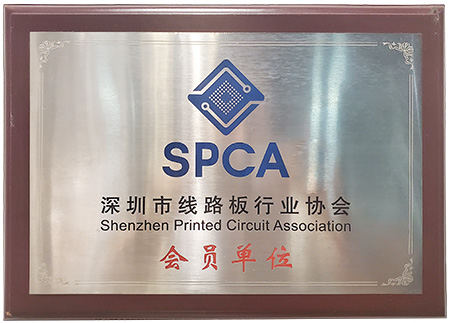 SPCA
深圳市线路板行业协会
Shenzhen Printed Circuit Association
会员单位